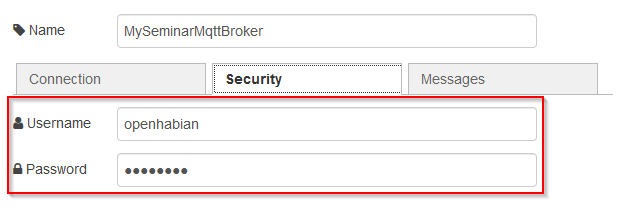 Name MySeminarMqttBroker
Connection Security Messages
Username openhabian
Password ●●●●●●●●